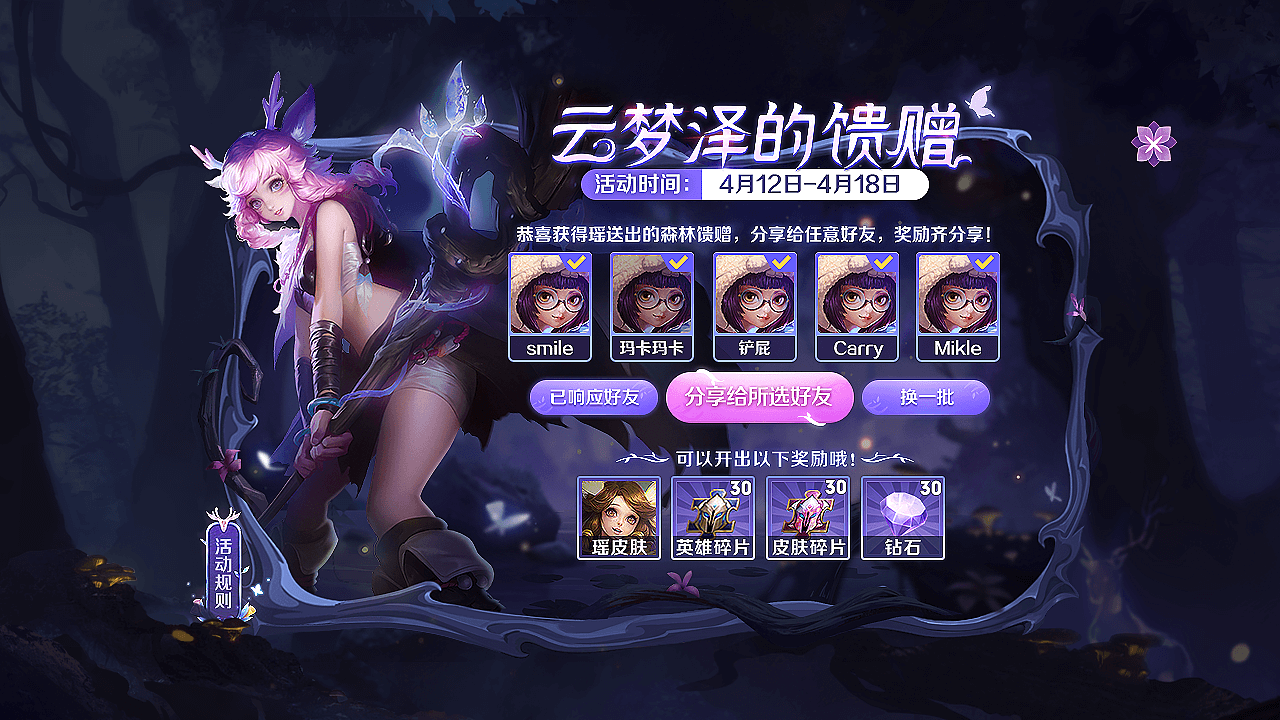 云梦泽的馈赠
活动时间：4月12日-4月18日
恭喜获得瑶送出的森林馈赠，分享给任意好友，奖励齐分享！
smile 玛卡玛卡 铲屁 Carry Mikle
已响应好友 分享给所选好友 换一批
可以开出以下奖励哦！
30 30 30
瑶皮肤 英雄碎片 皮肤碎片 钻石
活动规则